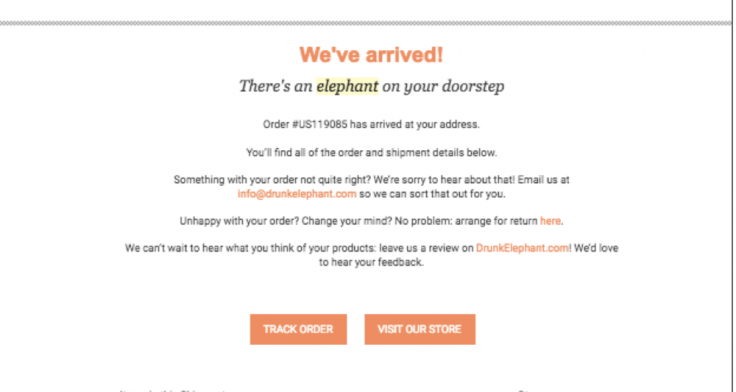 We've arrived!
There's an elephant on your doorstep
Order #US119085 has arrived at your address.
You'll find all of the order and shipment details below.
Something with your order not quite right? We're sorry to hear about that! Email us at
info@drunkelephant.com so we can sort that out for you.
Unhappy with your order? Change your mind? No problem: arrange for return here.
We can't wait to hear what you think of your products: leave us a review on DrunkElephant.com! We'd love
to hear your feedback.
TRACK ORDER VISIT OUR STORE